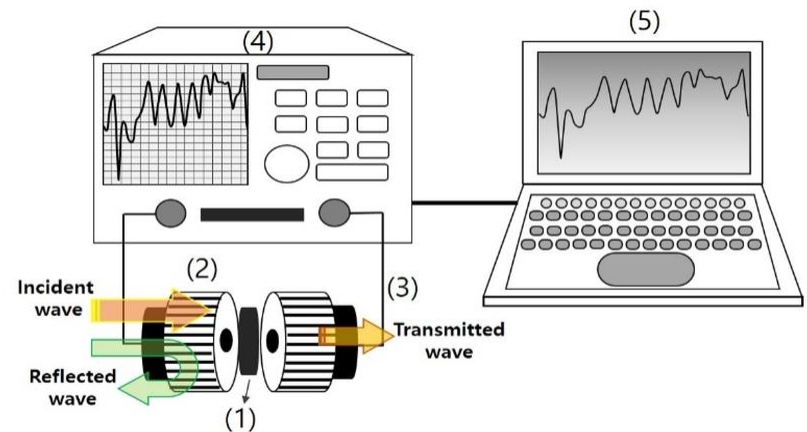 (5)
(4)
(2)
Incident
wave
(3)
Transmitted
wave
Reflected
wave
(1)